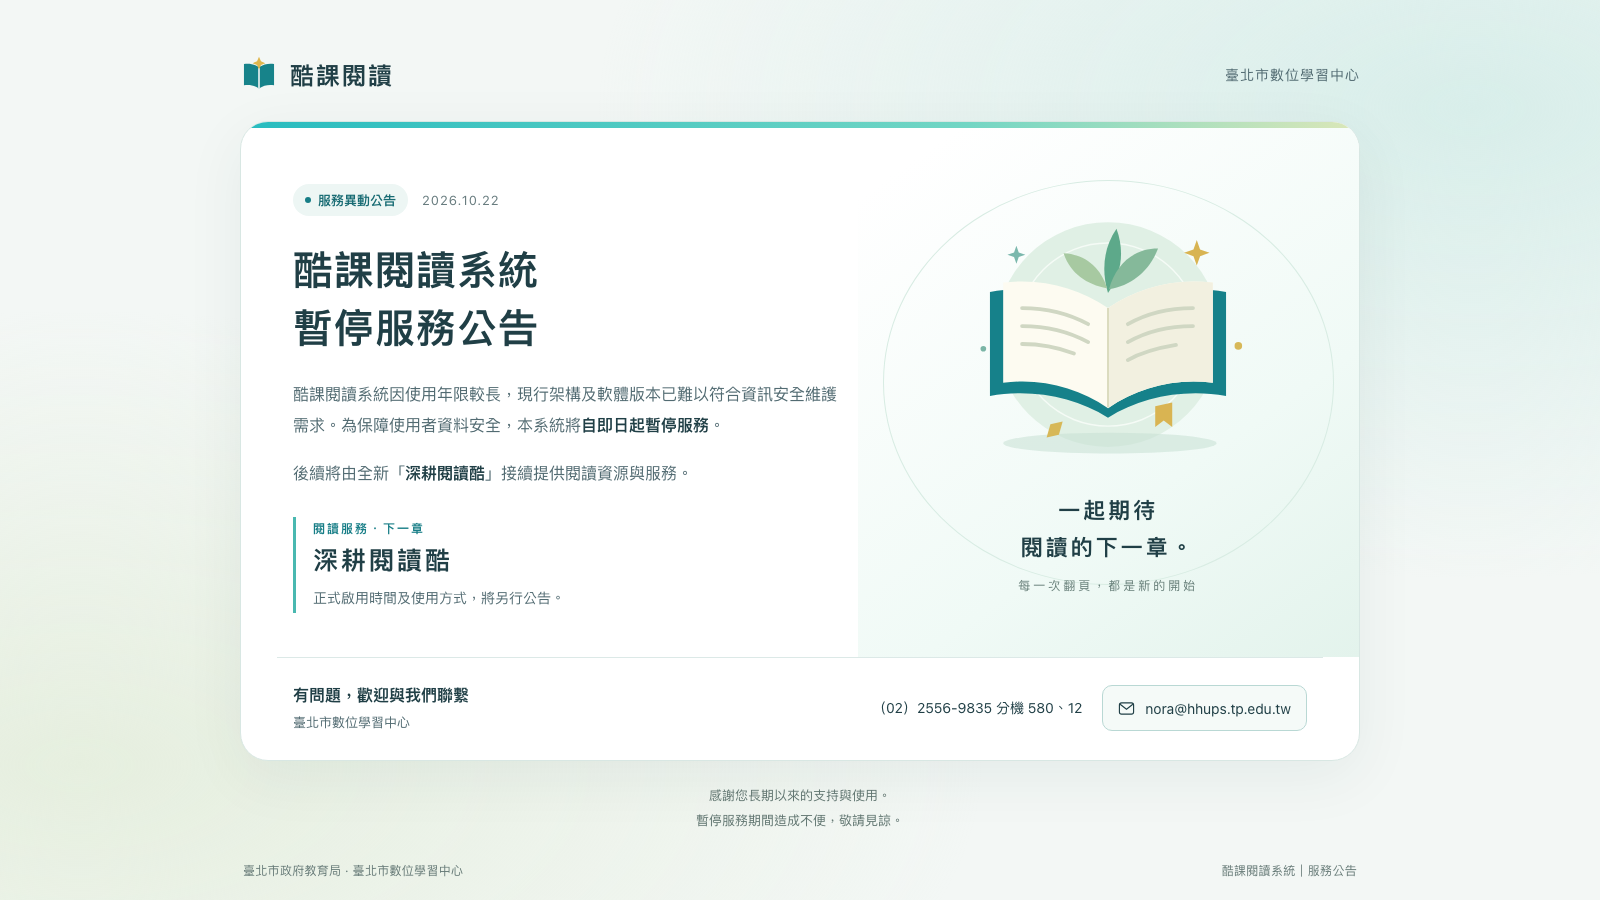 酷課閱讀
臺北市數位學習中心
服務異動公告
2026.10.22
酷課閱讀系統
暫停服務公告
酷課閱讀系統因使用年限較長，現行架構及軟體版本已難以符合資訊安全維護
需求。為保障使用者資料安全，本系統將自即日起暫停服務。
後續將由全新「深耕閱讀酷」接續提供閱讀資源與服務。
閱讀服務 · 下一章
深耕閱讀酷
正式啟用時間及使用方式，將另行公告。
一起期待
閱讀的下一章。
每一次翻頁，都是新的開始
有問題，歡迎與我們聯繫
臺北市數位學習中心
（02）2556-9835 分機 580、12
nora@hhups.tp.edu.tw
感謝您長期以來的支持與使用。
暫停服務期間造成不便，敬請見諒。
臺北市政府教育局 · 臺北市數位學習中心
酷課閱讀系統｜服務公告